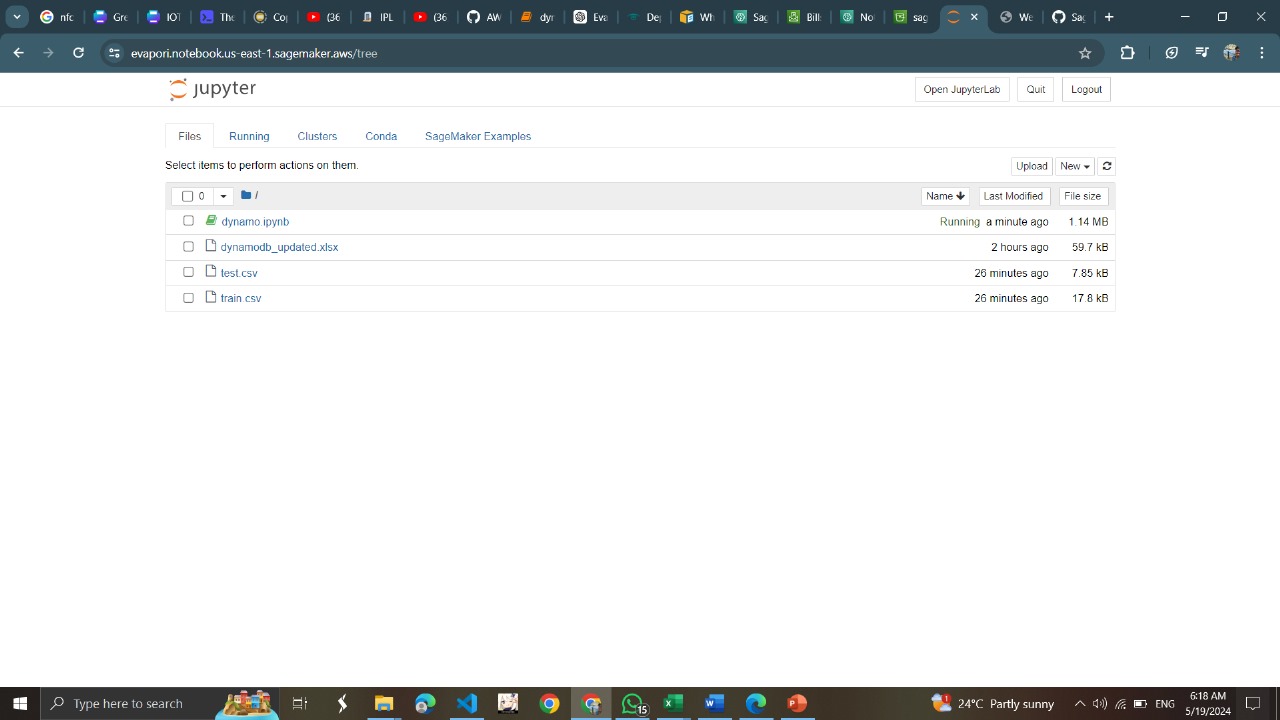 nfc
Gre
IOT
The
Cop
(36
IPL
(36
AW
dyr
Eva
Dep
Wh
Sag
Bills
No
sag
We
Sag
evapori.notebook.us-east-1.sagemaker.aws/tree
jupyter
Open JupyterLab
Quit
Logout
Files
Running
Clusters
Conda
SageMaker Examples
Select items to perform actions on them.
Upload
New
0
/
Name
Last Modified
File size
dynamo.ipynb Running a minute ago 1.14 MB
dynamodb_updated.xlsx 2 hours ago 59.7 kB
test.csv 26 minutes ago 7.85 kB
train.csv 26 minutes ago 17.8 kB
Type here to search
15
24°C Partly sunny
ENG
6:18 AM
5/19/2024